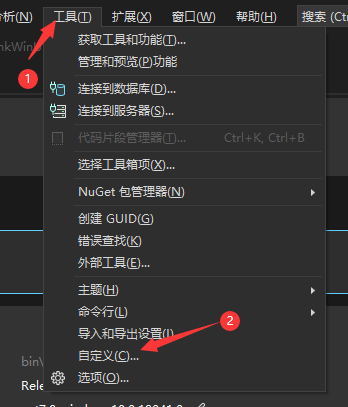 分析(N) 工具(T) 扩展(X) 窗口(W) 帮助(H) 搜索 (Ctrl
1
获取工具和功能(T)...
管理和预览(P)功能
连接到数据库(D)...
连接到服务器(S)...
代码片段管理器(T)... Ctrl+K, Ctrl+B
选择工具箱项(X)...
NuGet 包管理器(N)
创建 GUID(G)
错误查找(K)
外部工具(E)...
主题(H)
命令行(L)
2
导入和导出设置(I)...
自定义(C)...
选项(O)...
bin\
Rele